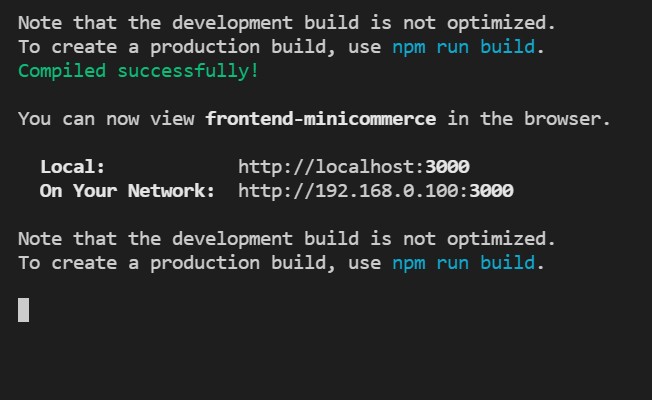 Note that the development build is not optimized.
To create a production build, use npm run build.
Compiled successfully!
You can now view frontend-minicommerce in the browser.
Local: http://localhost:3000
On Your Network: http://192.168.0.100:3000
Note that the development build is not optimized.
To create a production build, use npm run build.